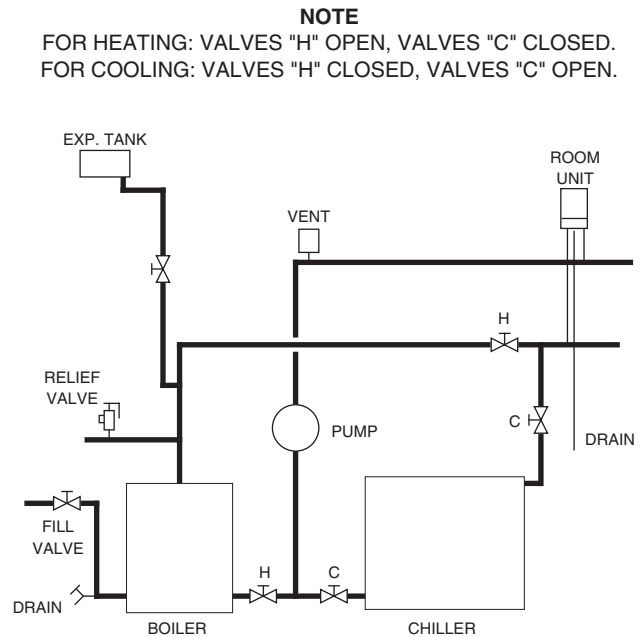 NOTE
FOR HEATING: VALVES "H" OPEN, VALVES "C" CLOSED.
FOR COOLING: VALVES "H" CLOSED, VALVES "C" OPEN.
EXP. TANK
ROOM
UNIT
VENT
H
RELIEF
VALVE
C
PUMP
DRAIN
FILL
VALVE
H
C
DRAIN
BOILER
CHILLER